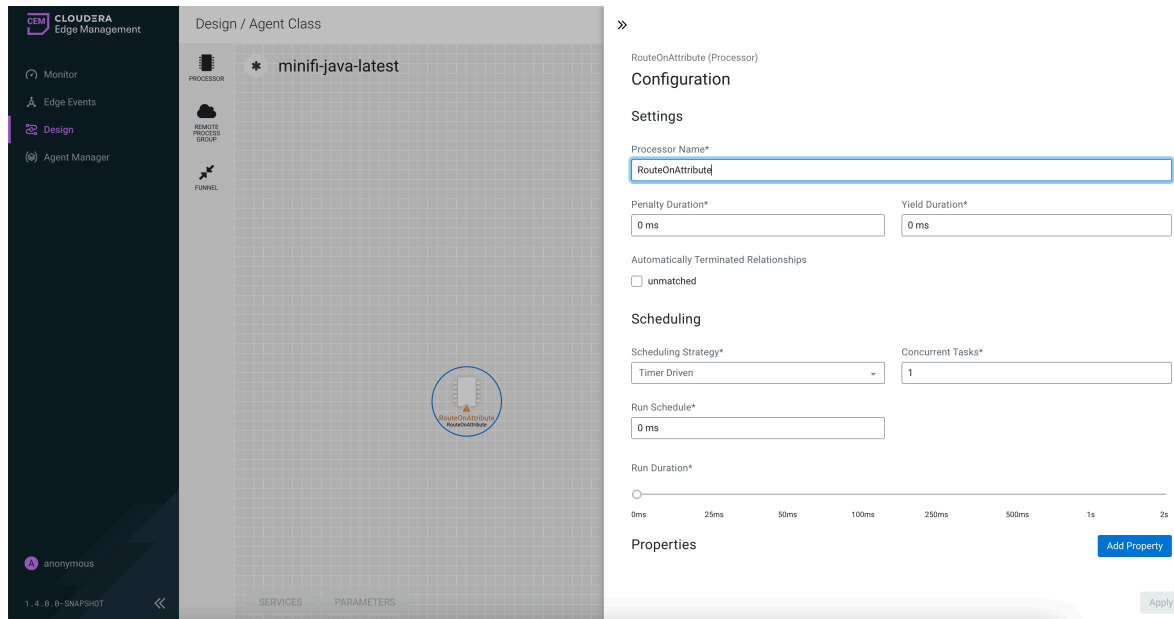 CEM CLOUDERA
Edge Management
Monitor
Edge Events
Design
Agent Manager
A anonymous
1.4.0.0-SNAPSHOT
Design / Agent Class
PROCESSOR
REMOTE
PROCESS
GROUP
FUNNEL
minifi-java-latest
RouteOnAttribute
RouteOnAttribute
SERVICES PARAMETERS
RouteOnAttribute (Processor)
Configuration
Settings
Processor Name*
RouteOnAttribute
Penalty Duration* Yield Duration*
0 ms 0 ms
Automatically Terminated Relationships
unmatched
Scheduling
Scheduling Strategy* Concurrent Tasks*
Timer Driven 1
Run Schedule*
0 ms
Run Duration*
0ms 25ms 50ms 100ms 250ms 500ms 1s 2s
Properties Add Property
Apply